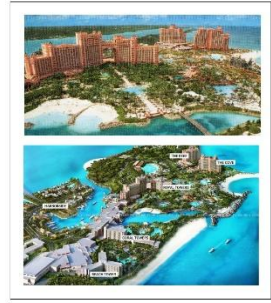 THE REEF
THE COVE
ROYAL TOWERS
HARBORSIDE
CORAL TOWERS
BEACH TOWER